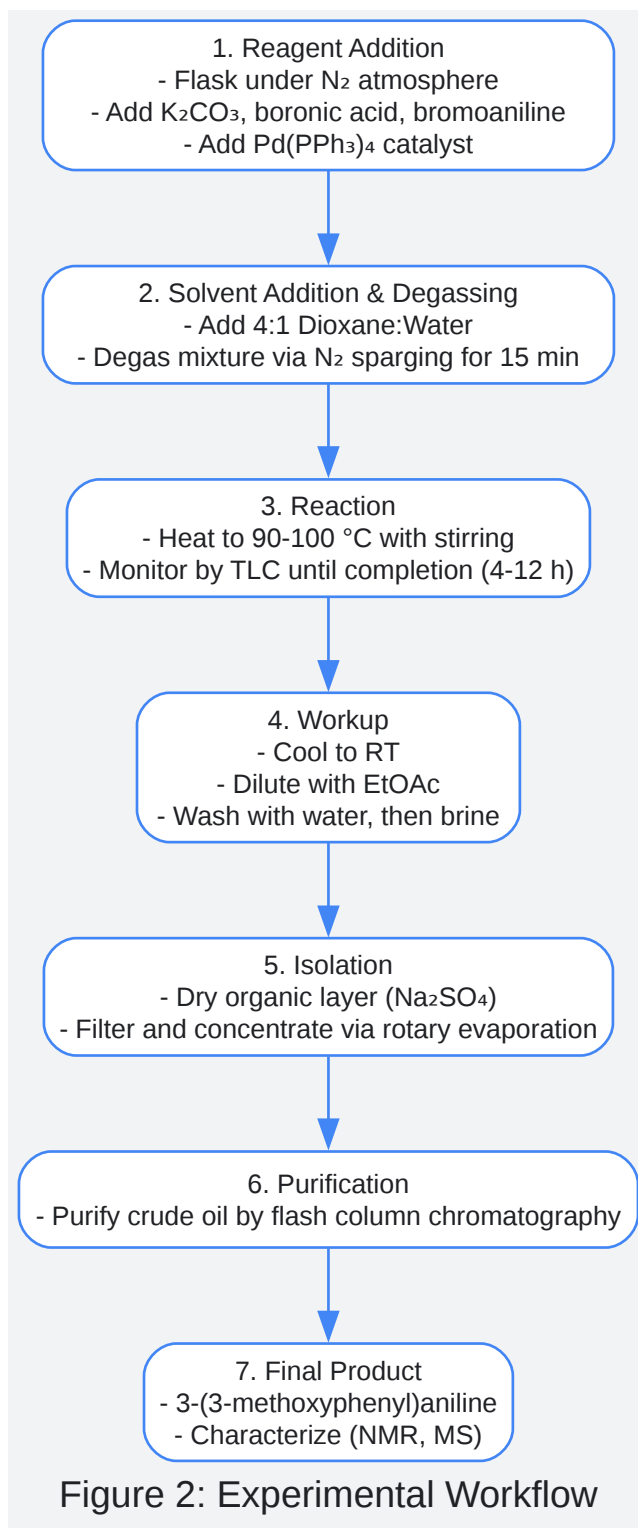 1. Reagent Addition
- Flask under N₂ atmosphere
- Add K₂CO₃, boronic acid, bromoaniline
- Add Pd(PPh₃)₄ catalyst
2. Solvent Addition & Degassing
- Add 4:1 Dioxane:Water
- Degas mixture via N₂ sparging for 15 min
3. Reaction
- Heat to 90-100 °C with stirring
- Monitor by TLC until completion (4-12 h)
4. Workup
- Cool to RT
- Dilute with EtOAc
- Wash with water, then brine
5. Isolation
- Dry organic layer (Na₂SO₄)
- Filter and concentrate via rotary evaporation
6. Purification
- Purify crude oil by flash column chromatography
7. Final Product
- 3-(3-methoxyphenyl)aniline
- Characterize (NMR, MS)
Figure 2: Experimental Workflow